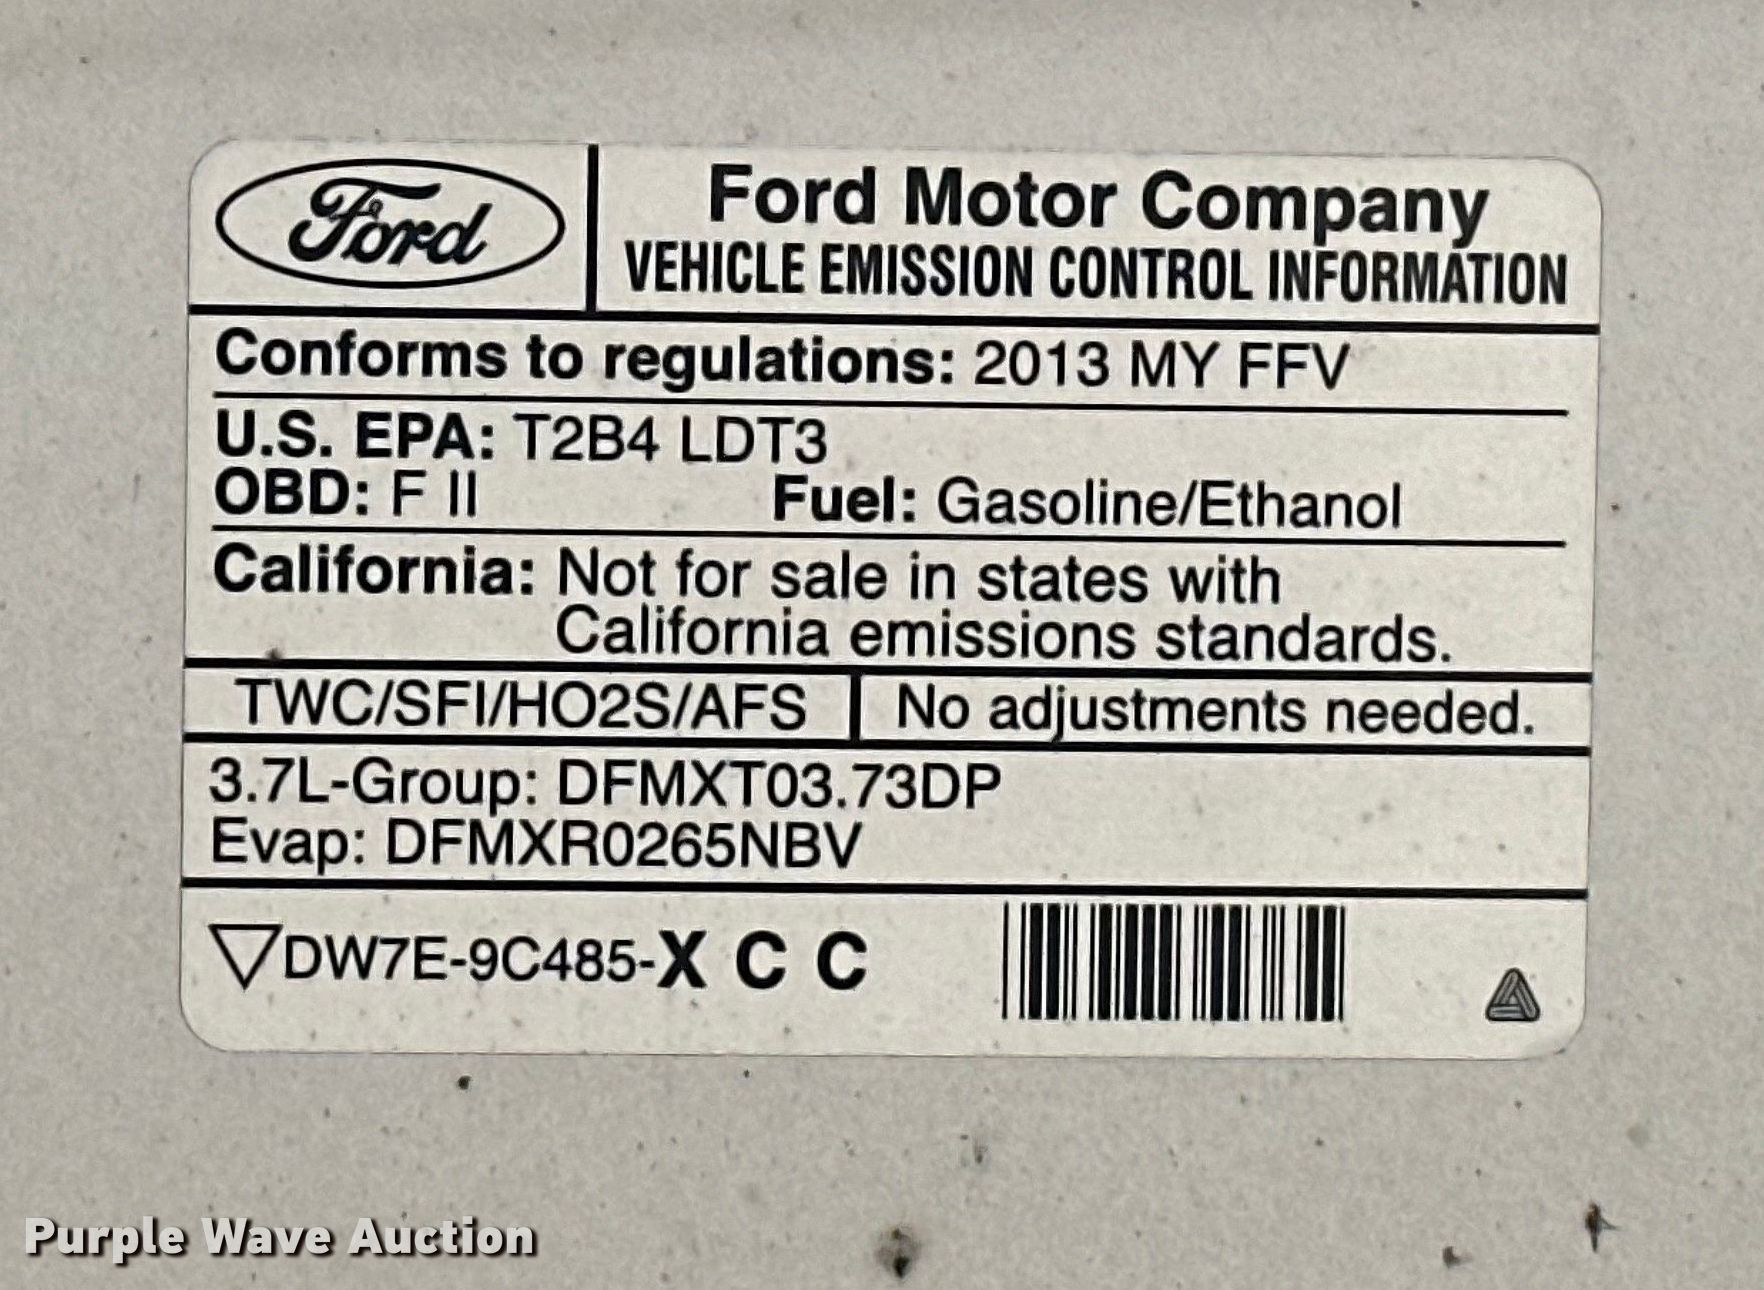 Ford
Ford Motor Company
VEHICLE EMISSION CONTROL INFORMATION
Conforms to regulations: 2013 MY FFV
U.S. EPA: T2B4 LDT3
OBD: F II Fuel: Gasoline/Ethanol
California: Not for sale in states with
California emissions standards.
TWC/SFI/HO2S/AFS No adjustments needed.
3.7L-Group: DFMXT03.73DP
Evap: DFMXR0265NBV
DW7E-9C485-X C C
Purple Wave Auction